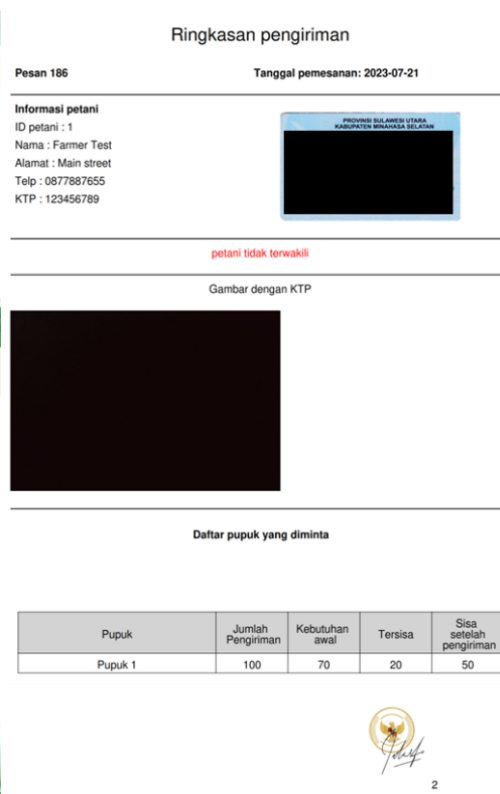 Ringkasan pengiriman
Pesan 186 Tanggal pemesanan: 2023-07-21
Informasi petani
ID petani : 1
Nama : Farmer Test
Alamat : Main street
Telp : 0877887655
KTP : 123456789
PROVINSI SULAWESI UTARA
KABUPATEN MINAHASA SELATAN
petani tidak terwakili
Gambar dengan KTP
Daftar pupuk yang diminta
Pupuk Jumlah Pengiriman Kebutuhan awal Tersisa Sisa setelah pengiriman
Pupuk 1 100 70 20 50
2